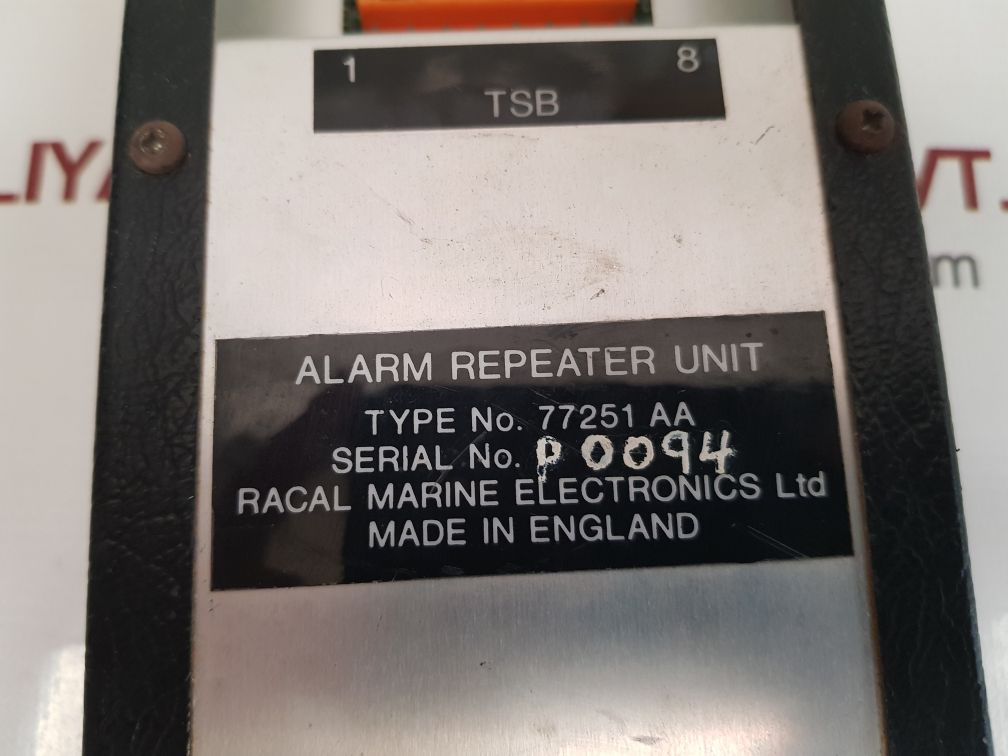 1 8
TSB
ALARM REPEATER UNIT
TYPE No. 77251 AA
SERIAL No. P0094
RACAL MARINE ELECTRONICS Ltd
MADE IN ENGLAND